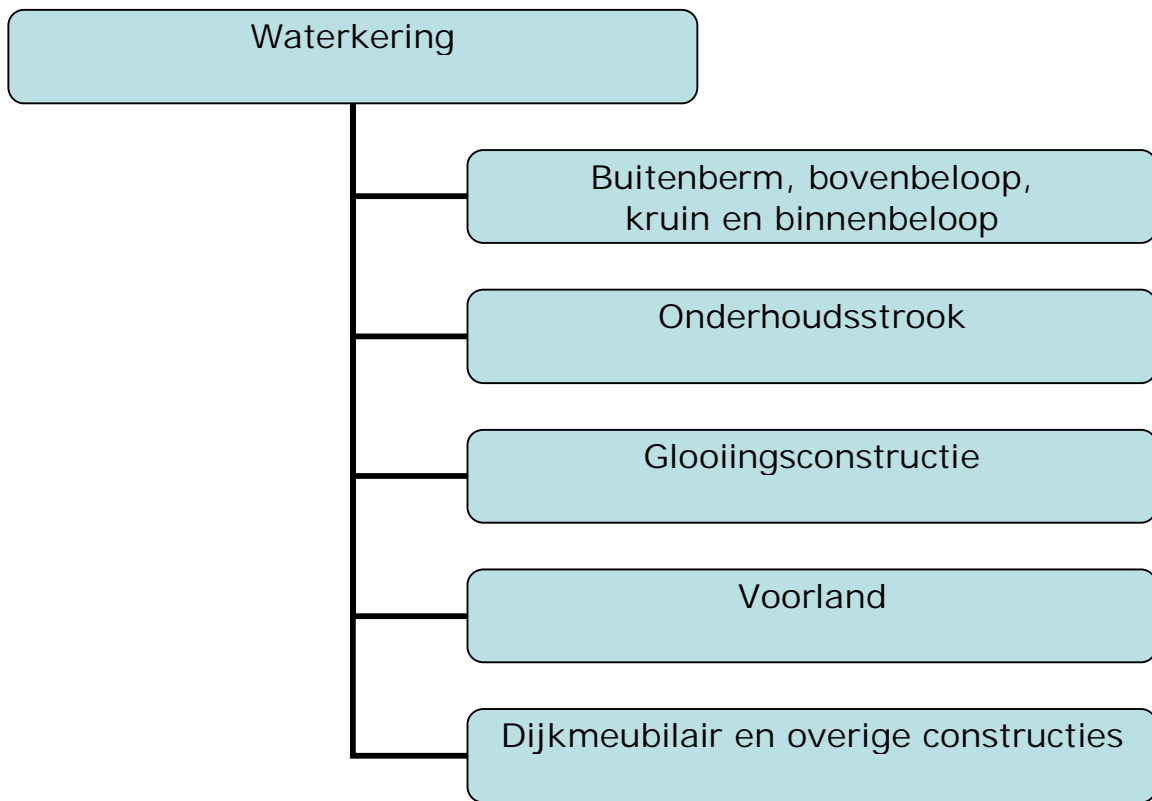 Waterkering
Buitenberm, bovenbeloop,
kruin en binnenbeloop
Onderhoudsstrook
Glooiingsconstructie
Voorland
Dijkmeubilair en overige constructies